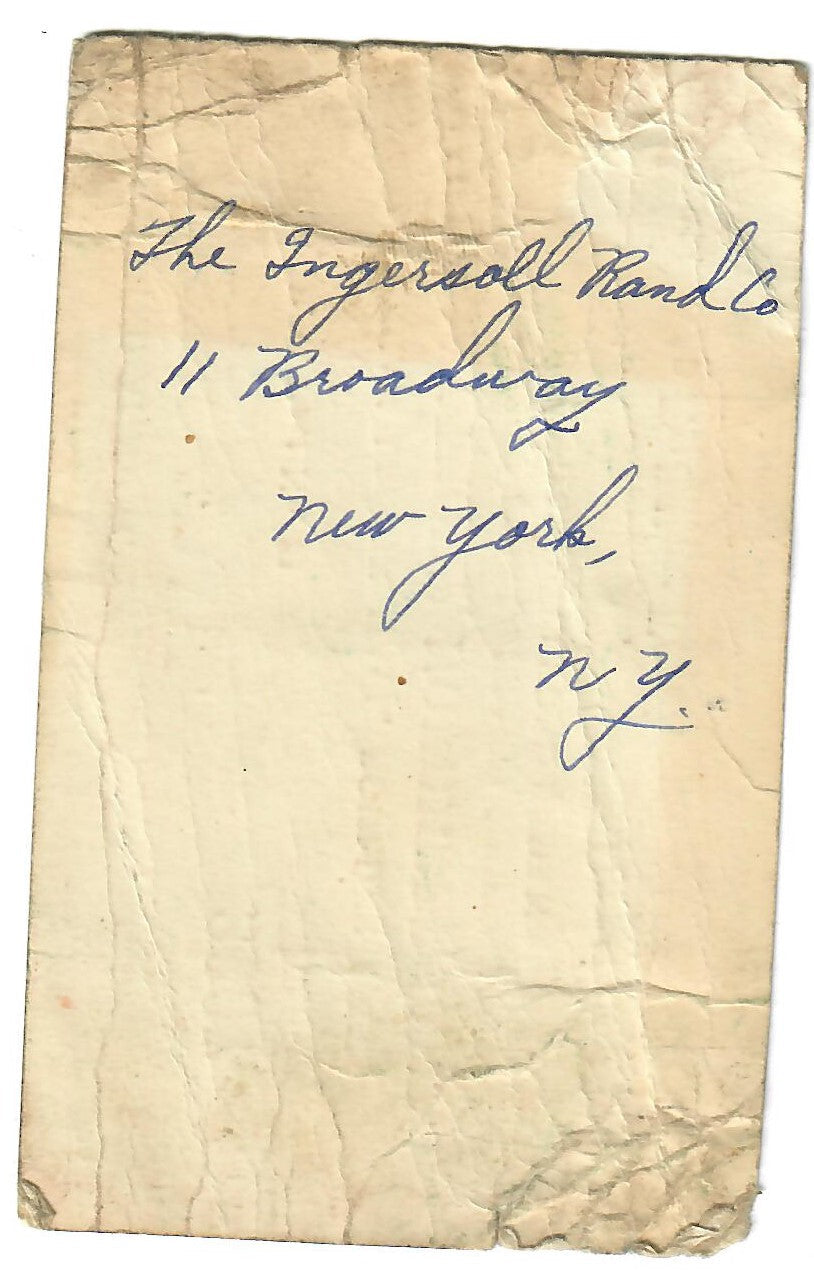 The Ingersoll Rand Co
11 Broadway
New York,
N Y.